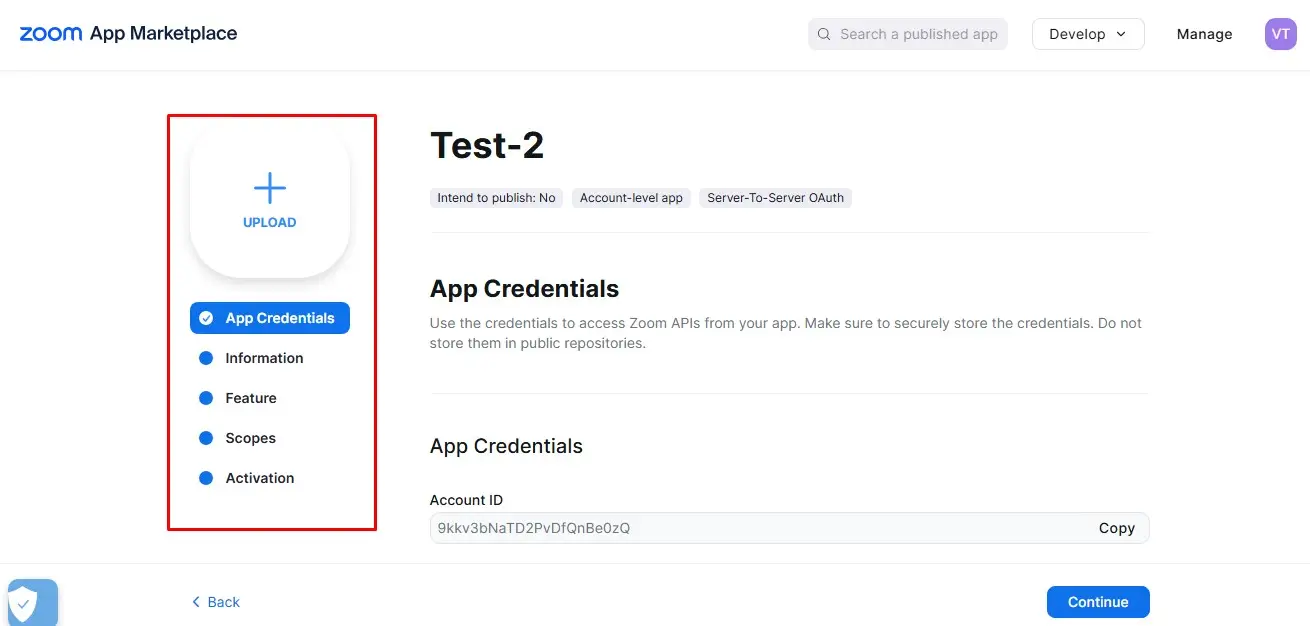 zoom App Marketplace
Search a published app
Develop
Manage
VT
UPLOAD
App Credentials
Information
Feature
Scopes
Activation
Test-2
Intend to publish: No
Account-level app
Server-To-Server OAuth
App Credentials
Use the credentials to access Zoom APIs from your app. Make sure to securely store the credentials. Do not
store them in public repositories.
App Credentials
Account ID
9kkv3bNaTD2PvDfQnBe0zQ
Copy
Back
Continue